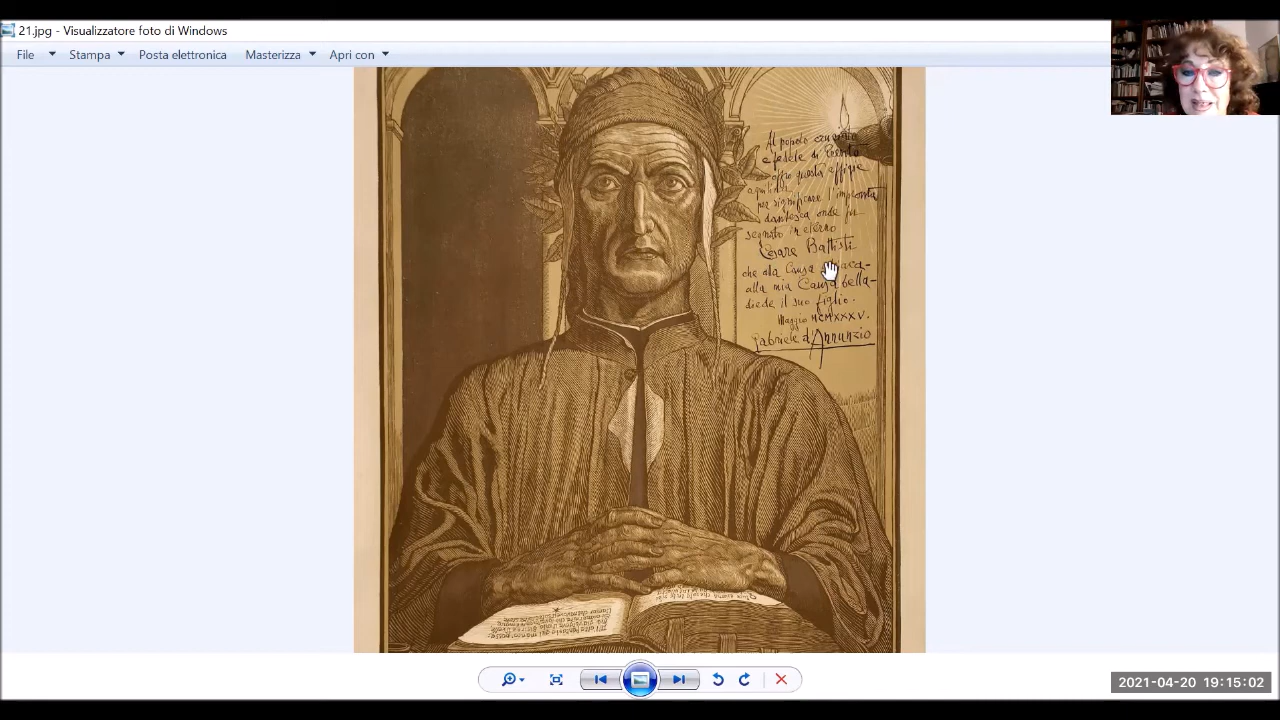 21.jpg - Visualizzatore foto di Windows
File Stampa Posta elettronica Masterizza Apri con
Al popolo
e fedele di Trento
offro questa effigie
aquilina
per significare l'impronta
dantesca onde fu
segnato in eterno
Cesare Battisti
che alla Causa
alla mia Causa bella-
diede il suo figlio.
Maggio MCMXXXV.
Gabriele d'Annunzio
2021-04-20 19:15:02